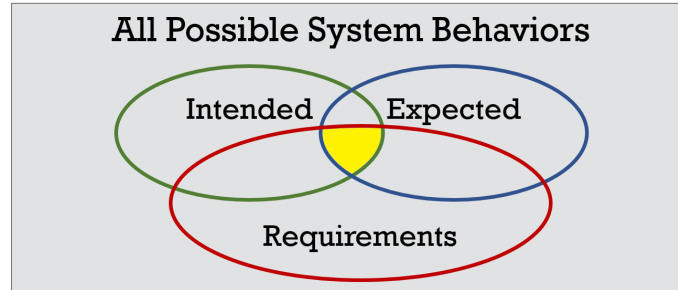 All Possible System Behaviors
Intended Expected
Requirements